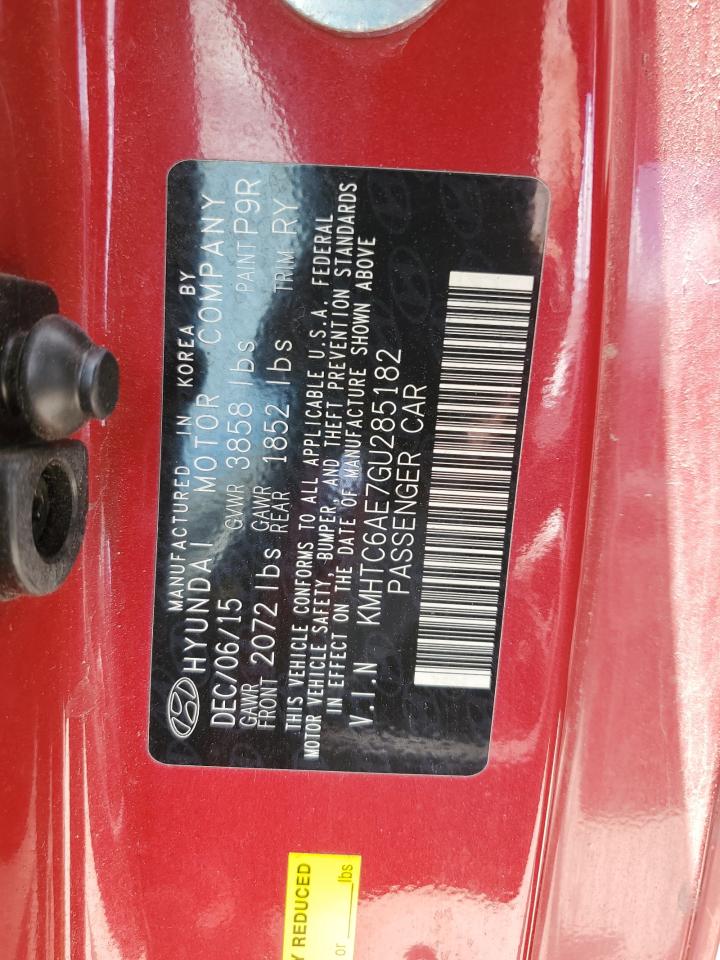 MANUFACTURED IN KOREA BY
HYUNDAI MOTOR COMPANY
DEC/06/15 GVWR 3858 lbs PAINT P9R
GAWR FRONT 2072 lbs GAWR REAR 1852 lbs TRIM RY
THIS VEHICLE CONFORMS TO ALL APPLICABLE U.S.A. FEDERAL
MOTOR VEHICLE SAFETY, BUMPER, AND THEFT PREVENTION STANDARDS
IN EFFECT ON THE DATE OF MANUFACTURE SHOWN ABOVE
V.I.N KMHTC6AE7GU285182
PASSENGER CAR
Y REDUCED
or ____lbs